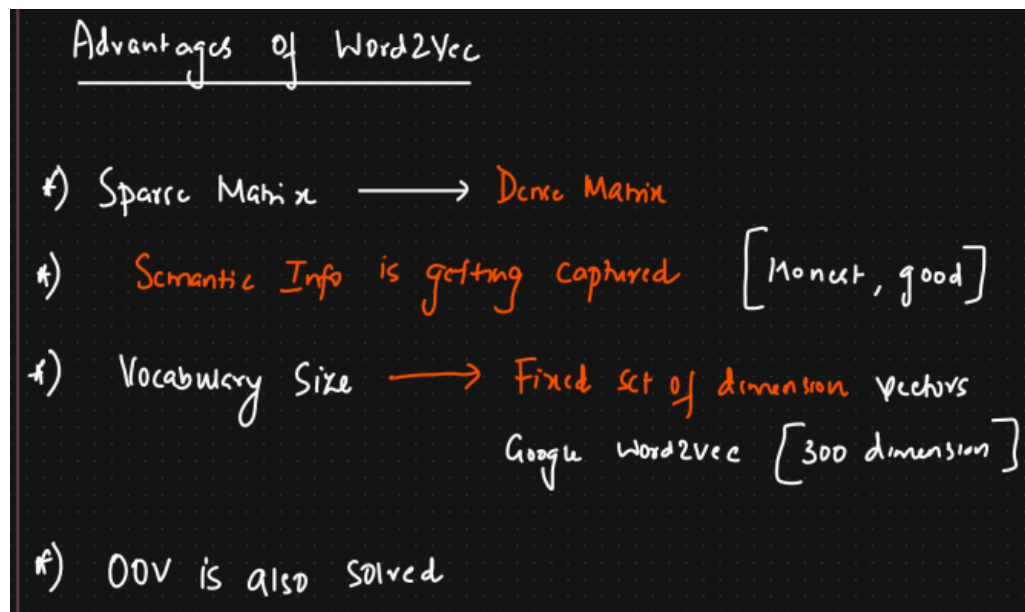 Advantages of Word2Vec
*) Sparse Matrix → Dense Matrix
*) Semantic Info is getting captured [Honest, good]
*) Vocabulary Size → Fixed set of dimension vectors
Google Word2vec [300 dimension]
*) OOV is also solved